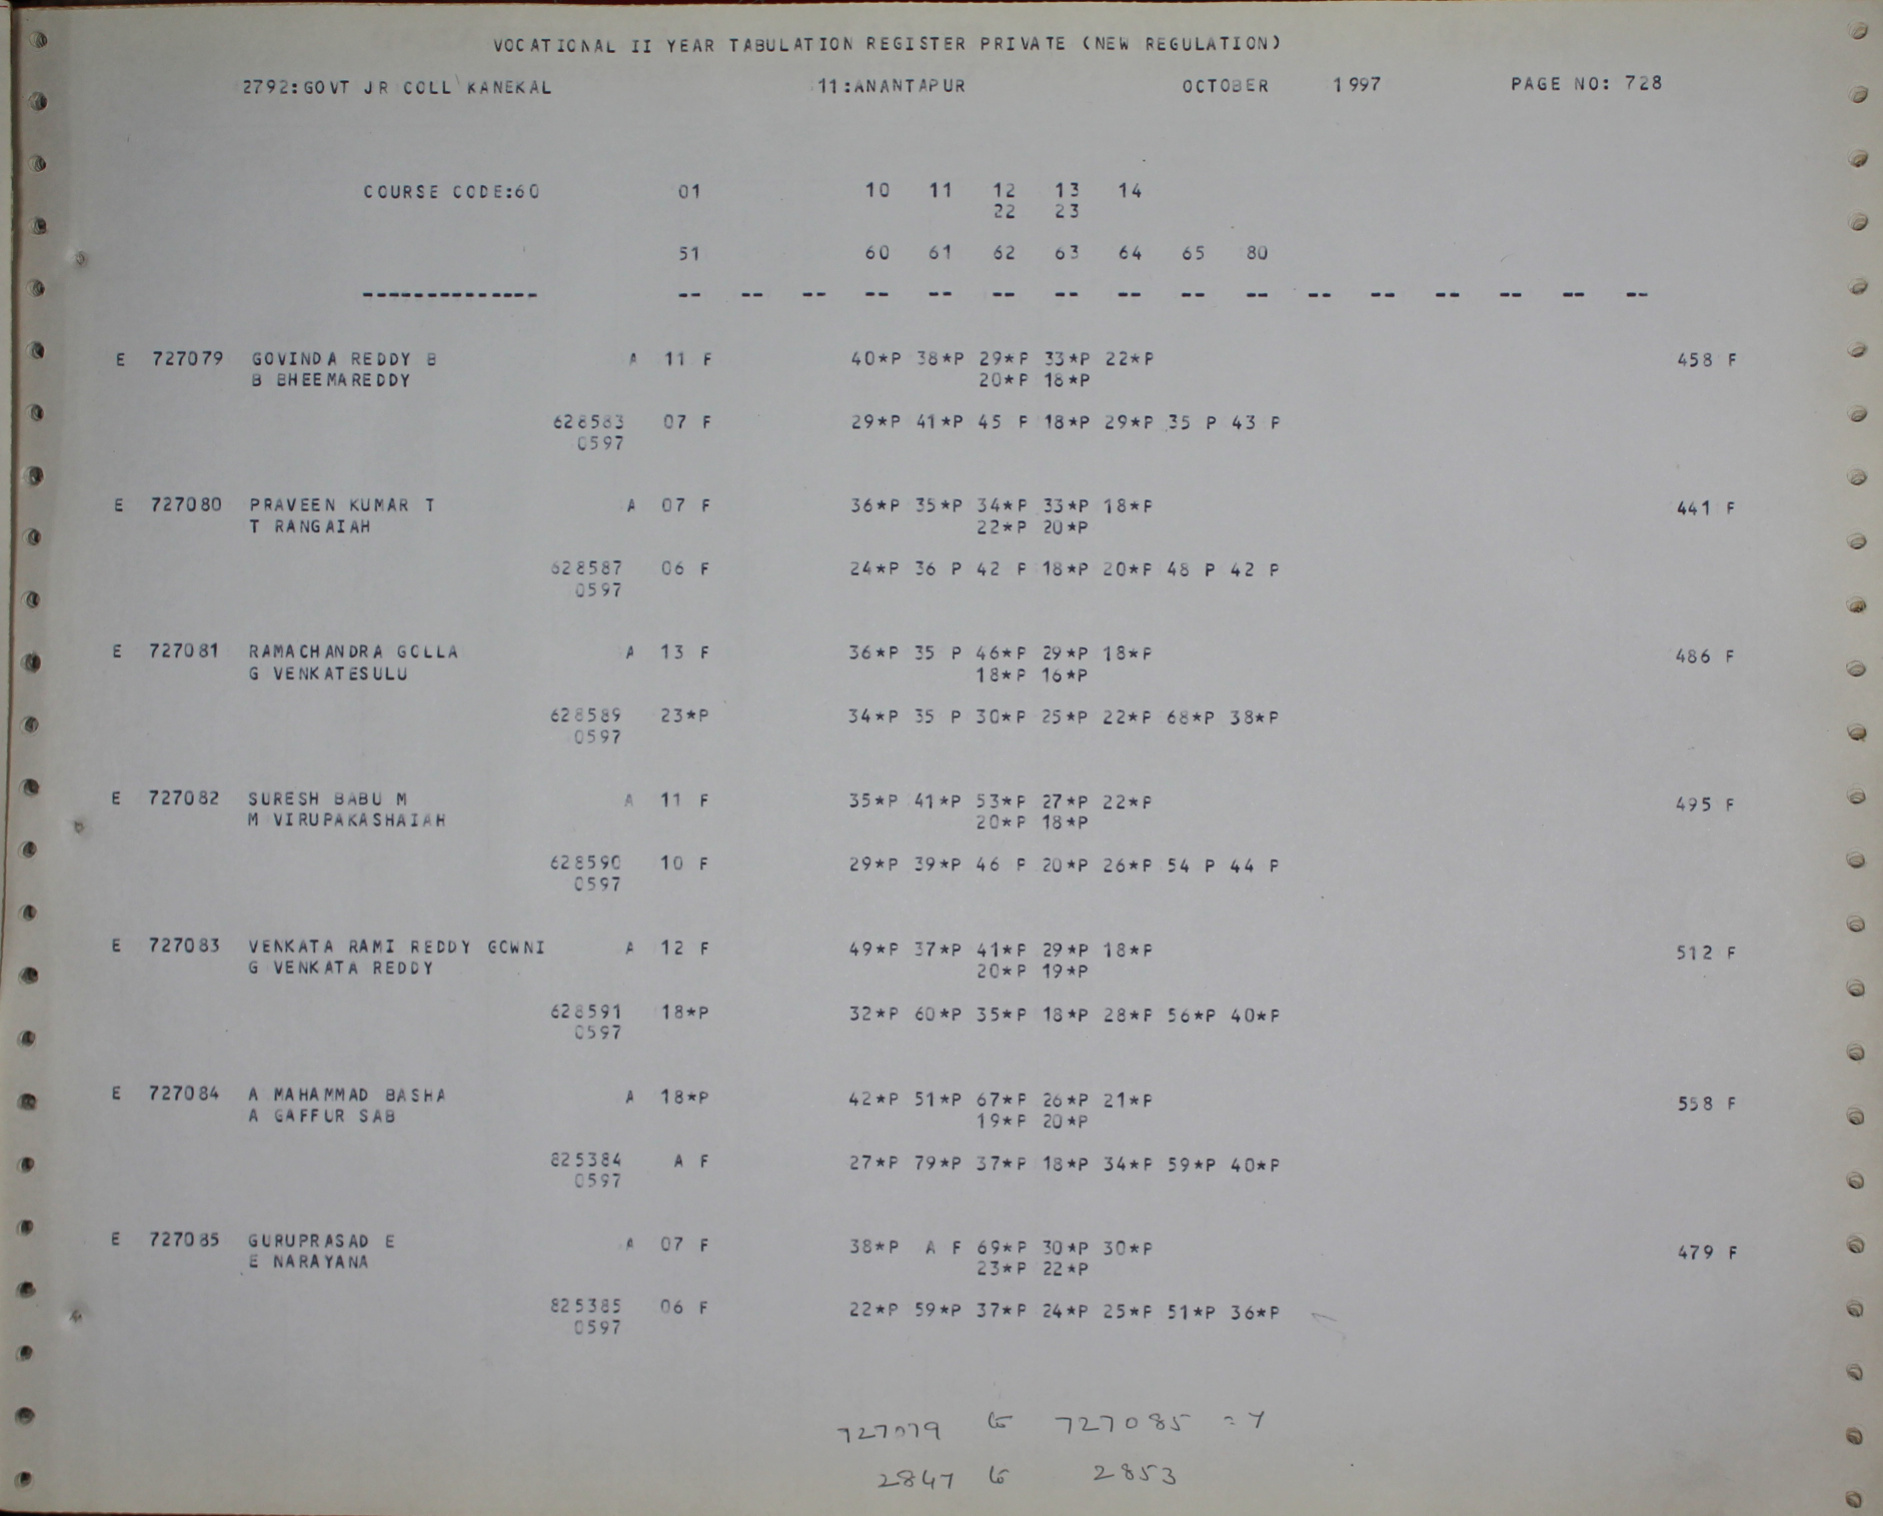 VOCATIONAL II YEAR TABULATION REGISTER PRIVATE (NEW REGULATION)
2792:GOVT JR COLL KANEKAL 11:ANANTAPUR OCTOBER 1997 PAGE NO: 728
COURSE CODE:60 01 10 11 12 13 14
22 23
51 60 61 62 63 64 65 80
-------------- -- -- -- -- -- -- -- -- -- -- -- -- -- -- -- --
E 727079 GOVINDA REDDY B A 11 F 40*P 38*P 29*P 33*P 22*P 458 F
B BHEEMAREDDY 20*P 18*P
628583 07 F 29*P 41*P 45 P 18*P 29*P 35 P 43 P
0597
E 727080 PRAVEEN KUMAR T A 07 F 36*P 35*P 34*P 33*P 18*P 441 F
T RANGAIAH 22*P 20*P
628587 06 F 24*P 36 P 42 P 18*P 20*P 48 P 42 P
0597
E 727081 RAMACHANDRA GOLLA A 13 F 36*P 35 P 46*P 29*P 18*P 486 F
G VENKATESULU 18*P 16*P
628589 23*P 34*P 35 P 30*P 25*P 22*P 68*P 38*P
0597
E 727082 SURESH BABU M A 11 F 35*P 41*P 53*P 27*P 22*P 495 F
M VIRUPAKASHAIAH 20*P 18*P
628590 10 F 29*P 39*P 46 P 20*P 26*P 54 P 44 P
0597
E 727083 VENKATA RAMI REDDY GOWNI A 12 F 49*P 37*P 41*P 29*P 18*P 512 F
G VENKATA REDDY 20*P 19*P
628591 18*P 32*P 60*P 35*P 18*P 28*P 56*P 40*P
0597
E 727084 A MAHAMMAD BASHA A 18*P 42*P 51*P 67*P 26*P 21*P 558 F
A GAFFUR SAB 19*P 20*P
825384 A F 27*P 79*P 37*P 18*P 34*P 59*P 40*P
0597
E 727085 GURUPRASAD E A 07 F 38*P A F 69*P 30*P 30*P 479 F
E NARAYANA 23*P 22*P
825385 06 F 22*P 59*P 37*P 24*P 25*P 51*P 36*P
0597
727079 to 727085 = 7
2847 to 2853